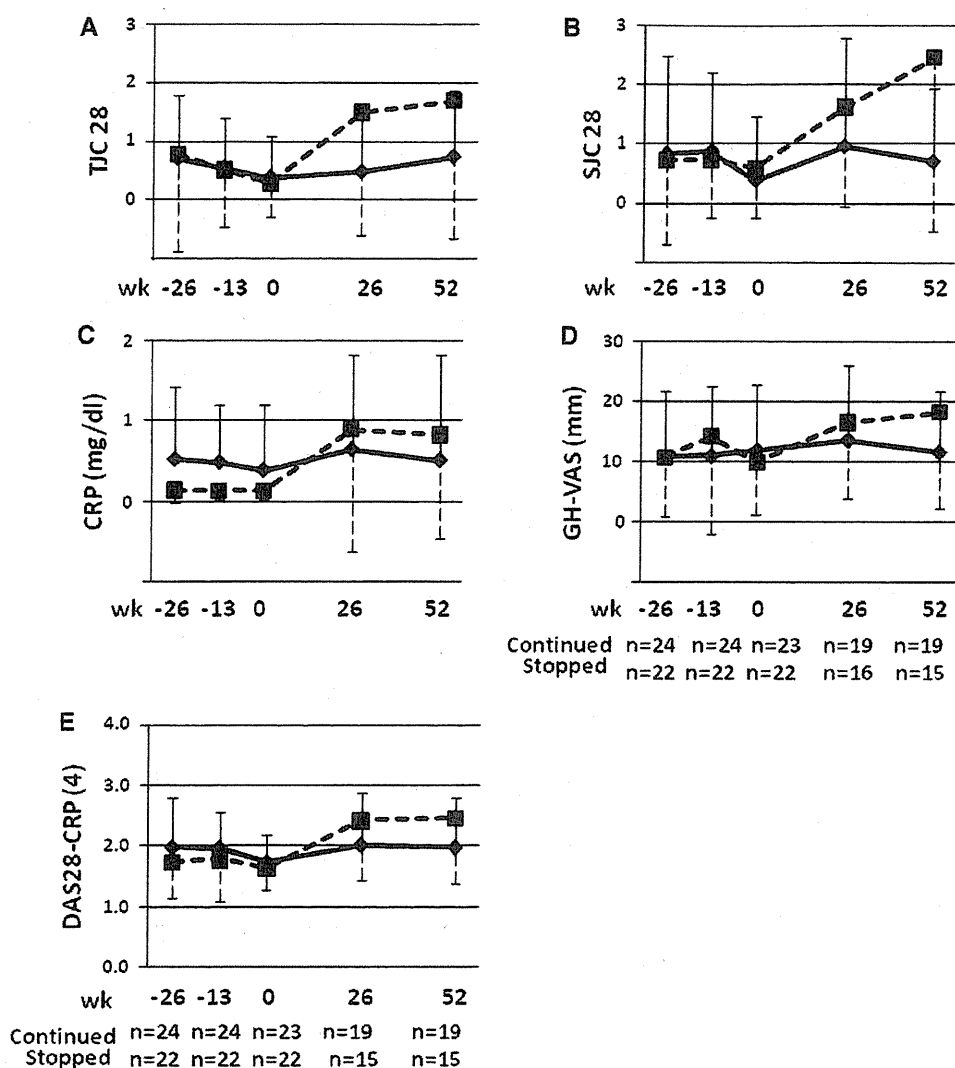 A
TJC 28
3
2
1
0
wk -26 -13 0 26 52
B
SJC 28
3
2
1
0
wk -26 -13 0 26 52
C
CRP (mg/dl)
2
1
0
wk -26 -13 0 26 52
D
GH-VAS (mm)
30
20
10
0
wk -26 -13 0 26 52
Continued n=24 n=24 n=23 n=19 n=19
Stopped n=22 n=22 n=22 n=16 n=15
E
DAS28-CRP (4)
4.0
3.0
2.0
1.0
0.0
wk -26 -13 0 26 52
Continued n=24 n=24 n=23 n=19 n=19
Stopped n=22 n=22 n=22 n=15 n=15